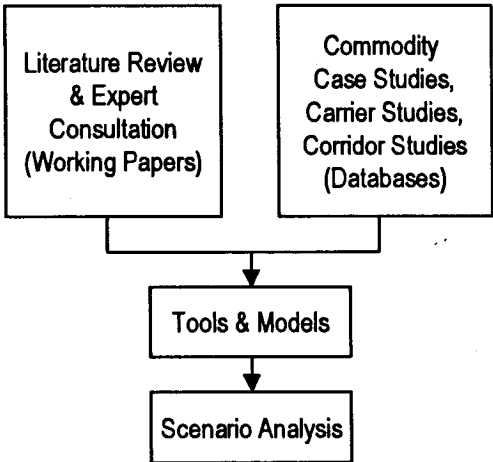 Literature Review
& Expert
Consultation
(Working Papers)
Commodity
Case Studies,
Carrier Studies,
Corridor Studies
(Databases)
Tools & Models
Scenario Analysis